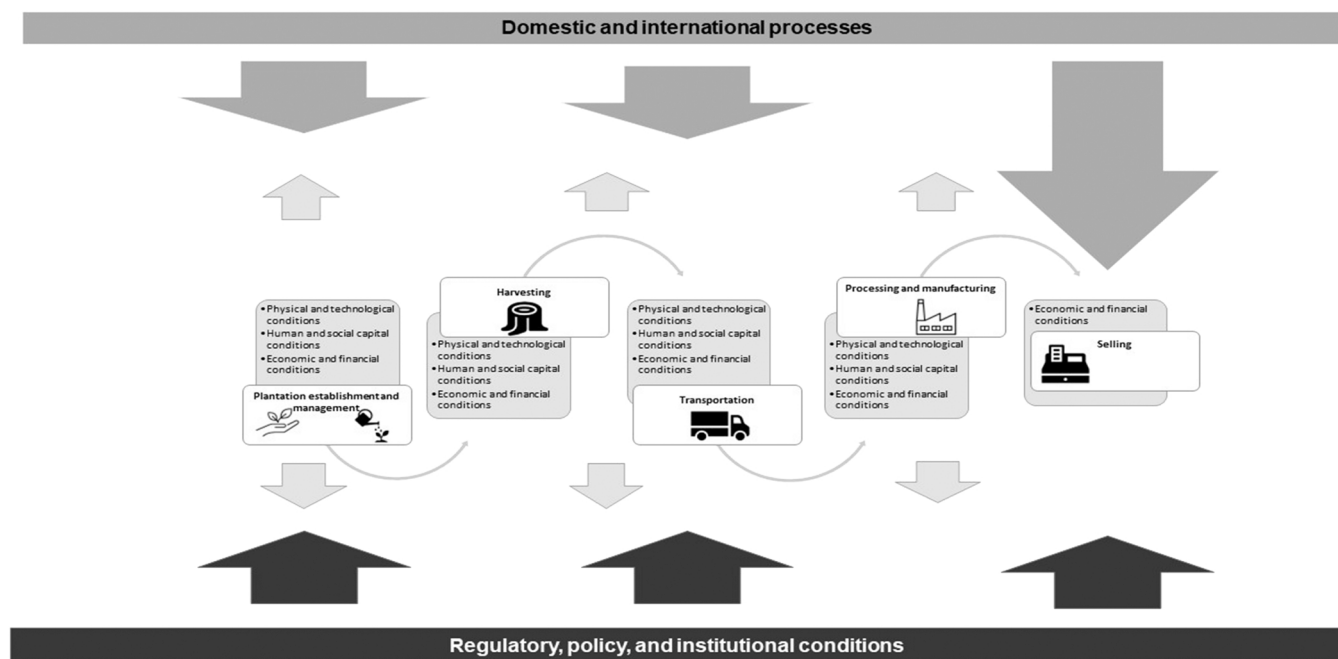 Domestic and international processes
• Physical and technological
conditions
• Human and social capital
conditions
• Economic and financial
conditions
Plantation establishment and
management
Harvesting
• Physical and technological
conditions
• Human and social capital
conditions
• Economic and financial
conditions
• Physical and technological
conditions
• Human and social capital
conditions
• Economic and financial
conditions
Transportation
Processing and manufacturing
• Physical and technological
conditions
• Human and social capital
conditions
• Economic and financial
conditions
• Economic and financial
conditions
Selling
Regulatory, policy, and institutional conditions